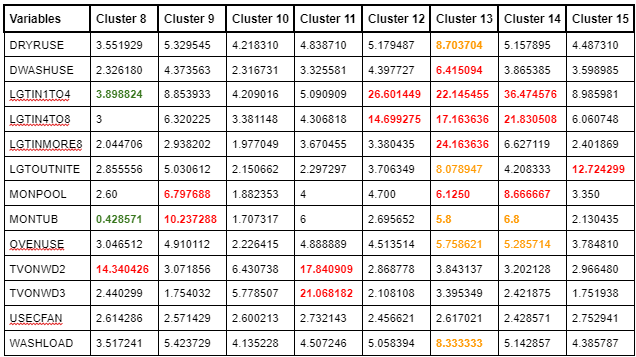 Variables Cluster 8 Cluster 9 Cluster 10 Cluster 11 Cluster 12 Cluster 13 Cluster 14 Cluster 15
DRYRUSE 3.551929 5.329545 4.218310 4.838710 5.179487 8.703704 5.157895 4.487310
DWASHUSE 2.326180 4.373563 2.316731 3.325581 4.397727 6.415094 3.865385 3.598985
LGTIN1TO4 3.898824 8.853933 4.209016 5.090909 26.601449 22.145455 36.474576 8.985981
LGTIN4TO8 3 6.320225 3.381148 4.306818 14.699275 17.163636 21.830508 6.060748
LGTINMORE8 2.044706 2.938202 1.977049 3.670455 3.380435 24.163636 6.627119 2.401869
LGTOUTNITE 2.855556 5.030612 2.150662 2.297297 3.706349 8.078947 4.208333 12.724299
MONPOOL 2.60 6.797688 1.882353 4 4.700 6.1250 8.666667 3.350
MONTUB 0.428571 10.237288 1.707317 6 2.695652 5.8 6.8 2.130435
OVENUSE 3.046512 4.910112 2.226415 4.888889 4.513514 5.758621 5.285714 3.784810
TVONWD2 14.340426 3.071856 6.430738 17.840909 2.868778 3.843137 3.202128 2.966480
TVONWD3 2.440299 1.754032 5.778507 21.068182 2.108108 3.395349 2.421875 1.751938
USECFAN 2.614286 2.571429 2.600213 2.732143 2.456621 2.617021 2.428571 2.752941
WASHLOAD 3.517241 5.423729 4.135228 4.507246 5.058394 8.333333 5.142857 4.385787